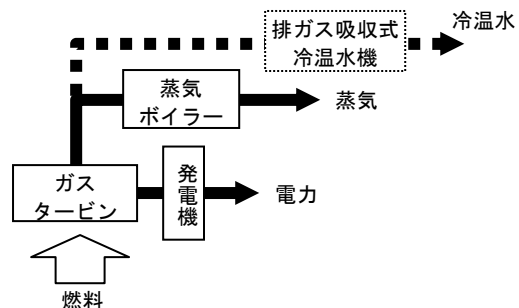 排ガス吸収式
冷温水機
冷温水
蒸気
ボイラー
蒸気
ガス
タービン
発電機
電力
燃料